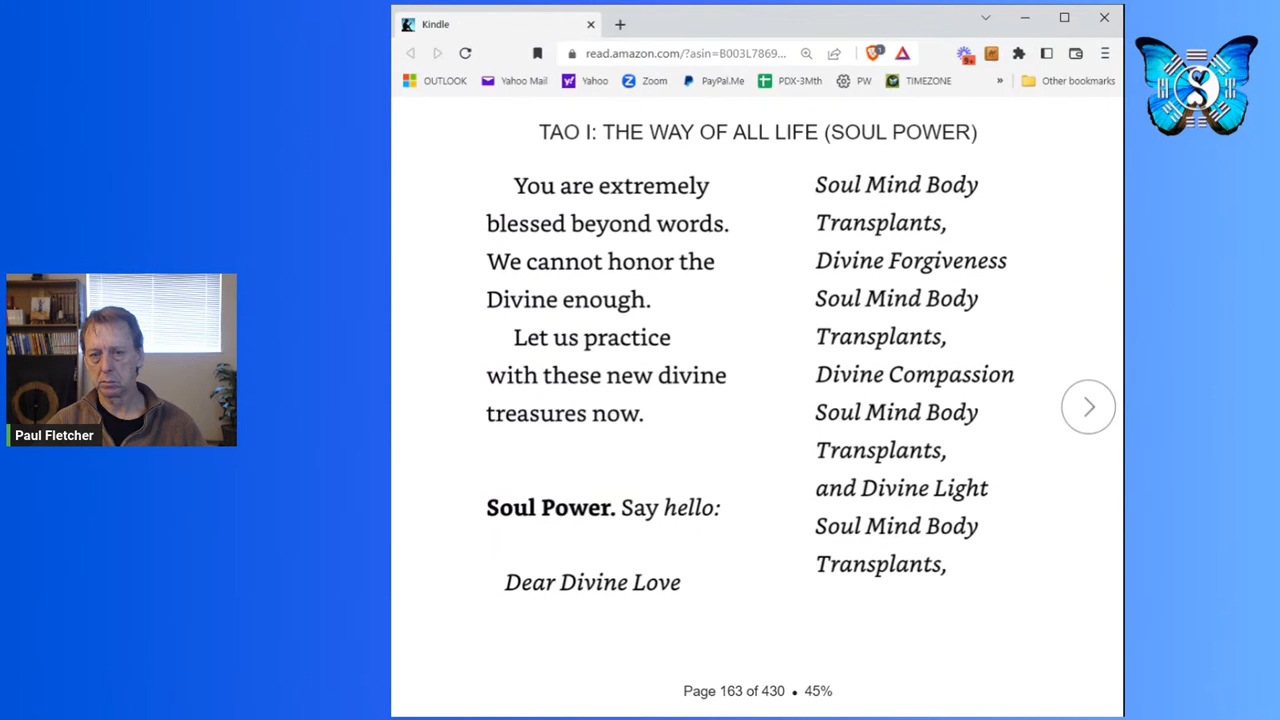 Kindle
read.amazon.com/?asin=B003L7869...
1
9+
OUTLOOK
Yahoo Mail
Yahoo
Zoom
PayPal.Me
PDX-3Mth
PW
TIMEZONE
»
Other bookmarks
TAO I: THE WAY OF ALL LIFE (SOUL POWER)
You are extremely
blessed beyond words.
We cannot honor the
Divine enough.
Let us practice
with these new divine
treasures now.
Soul Power. Say hello:
Dear Divine Love
Soul Mind Body
Transplants,
Divine Forgiveness
Soul Mind Body
Transplants,
Divine Compassion
Soul Mind Body
Transplants,
and Divine Light
Soul Mind Body
Transplants,
Page 163 of 430 • 45%
Paul Fletcher